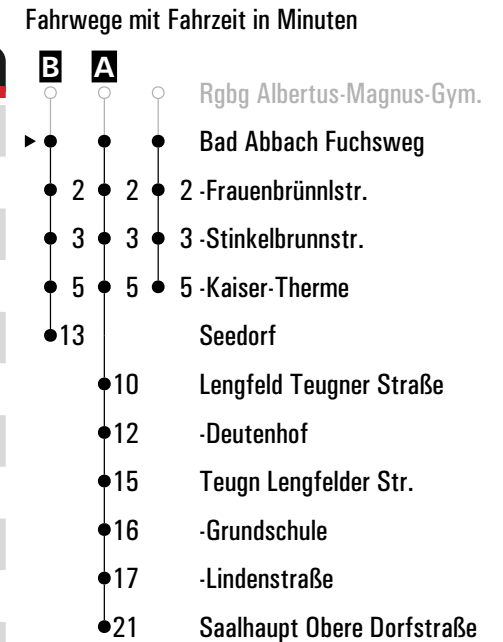 Fahrwege mit Fahrzeit in Minuten
B A
Rgbg Albertus-Magnus-Gym.
Bad Abbach Fuchsweg
2 2 2 -Frauenbrünnlstr.
3 3 3 -Stinkelbrunnstr.
5 5 5 -Kaiser-Therme
13 Seedorf
10 Lengfeld Teugner Straße
12 -Deutenhof
15 Teugn Lengfelder Str.
16 -Grundschule
17 -Lindenstraße
21 Saalhaupt Obere Dorfstraße